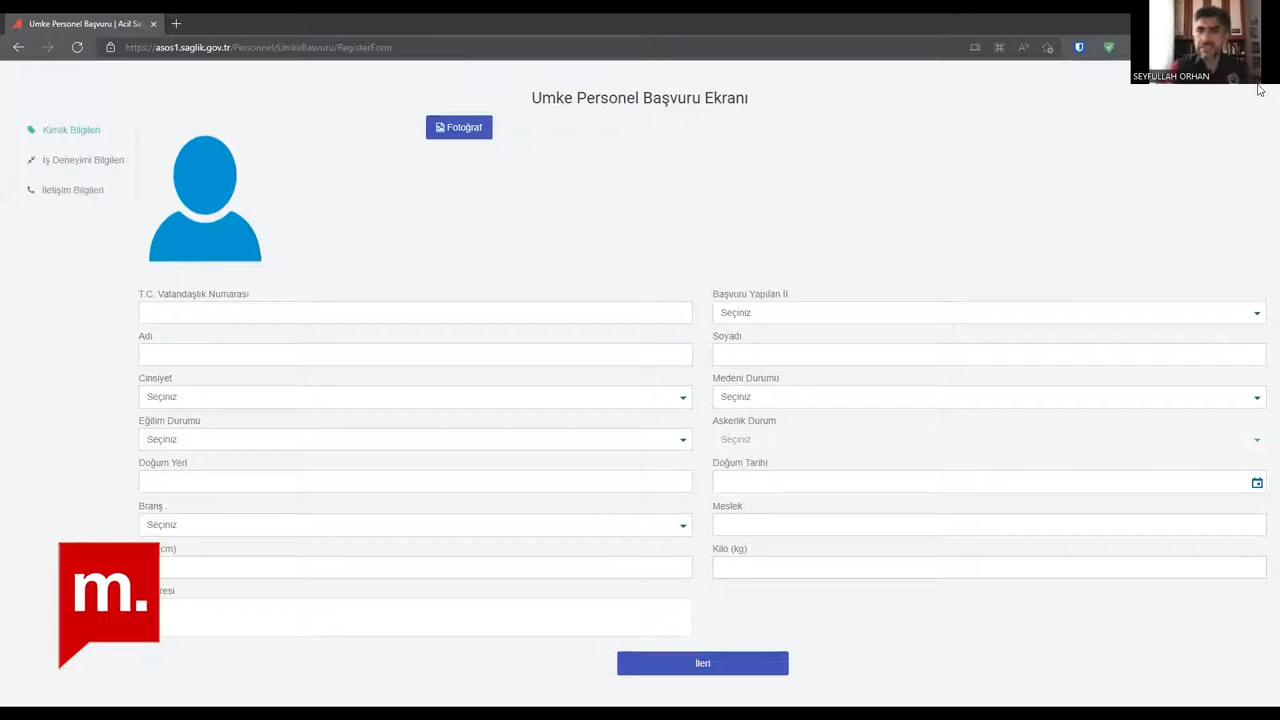 Umke Personel Başvuru | Acil Sa
https://asos1.saglik.gov.tr/Personnel/UmkeBasvuru/RegisterForm
SEYFULLAH ORHAN
Umke Personel Başvuru Ekranı
Fotoğraf
Kimlik Bilgileri
İş Deneyimi Bilgileri
İletişim Bilgileri
T.C. Vatandaşlık Numarası
Başvuru Yapılan İl
Seçiniz
Adı
Soyadı
Cinsiyet
Medeni Durumu
Seçiniz
Seçiniz
Eğitim Durumu
Askerlik Durum
Seçiniz
Seçiniz
Doğum Yeri
Doğum Tarihi
Branş .
Meslek
Seçiniz
cm)
Kilo (kg)
resi
m.
İleri